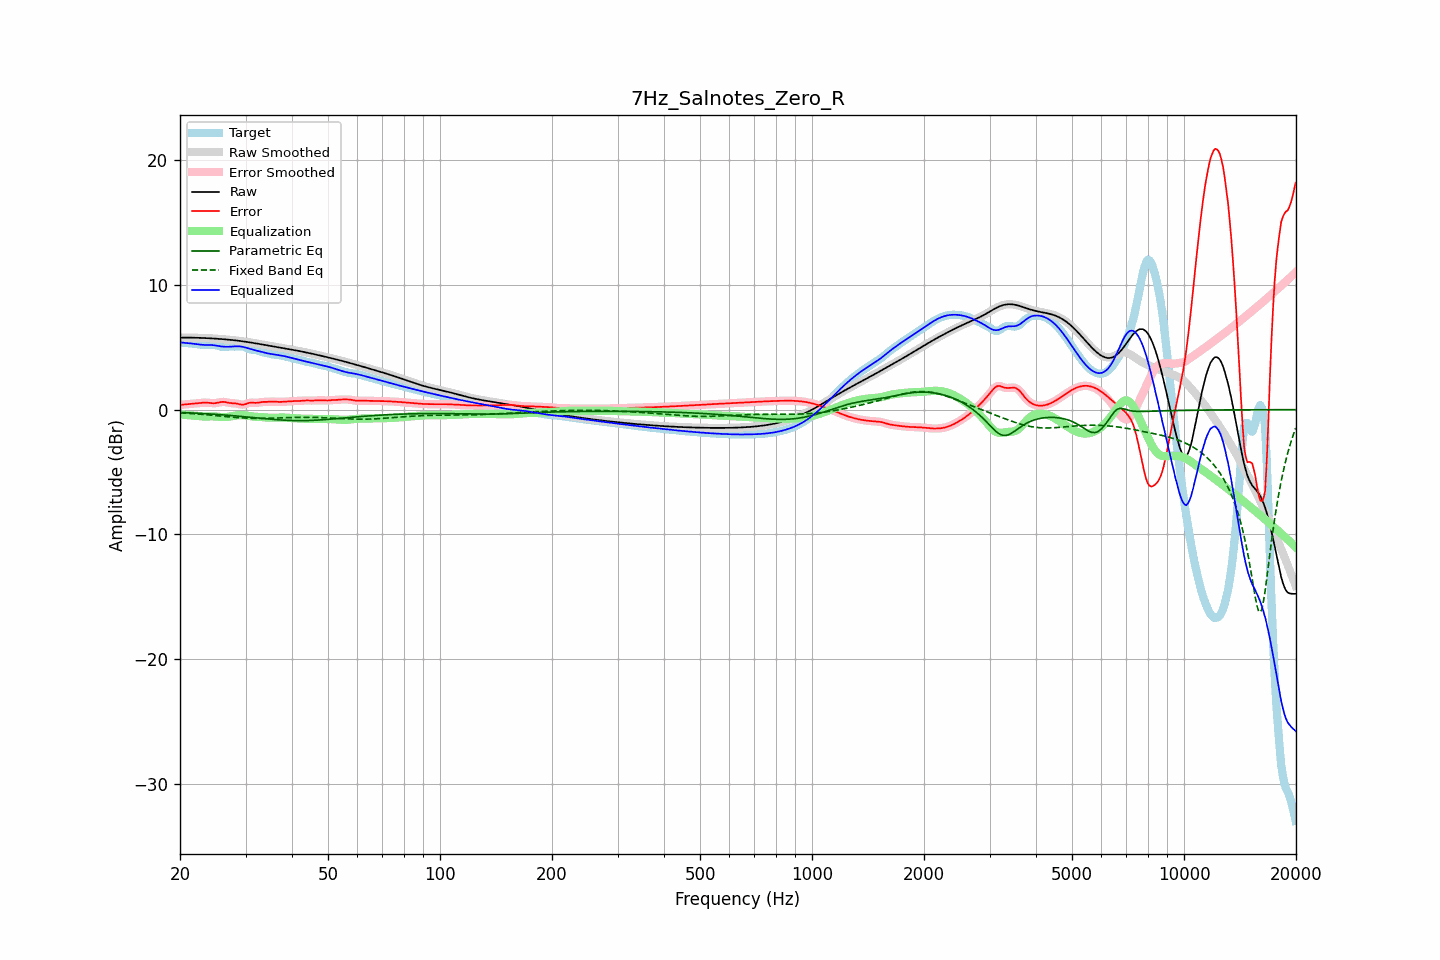 7Hz_Salnotes_Zero_R
Target
Raw Smoothed
Error Smoothed
Raw
Error
Equalization
Parametric Eq
Fixed Band Eq
Equalized
20
10
0
−10
−20
−30
Amplitude (dBr)
20
50
100
200
500
1000
2000
5000
10000
20000
Frequency (Hz)